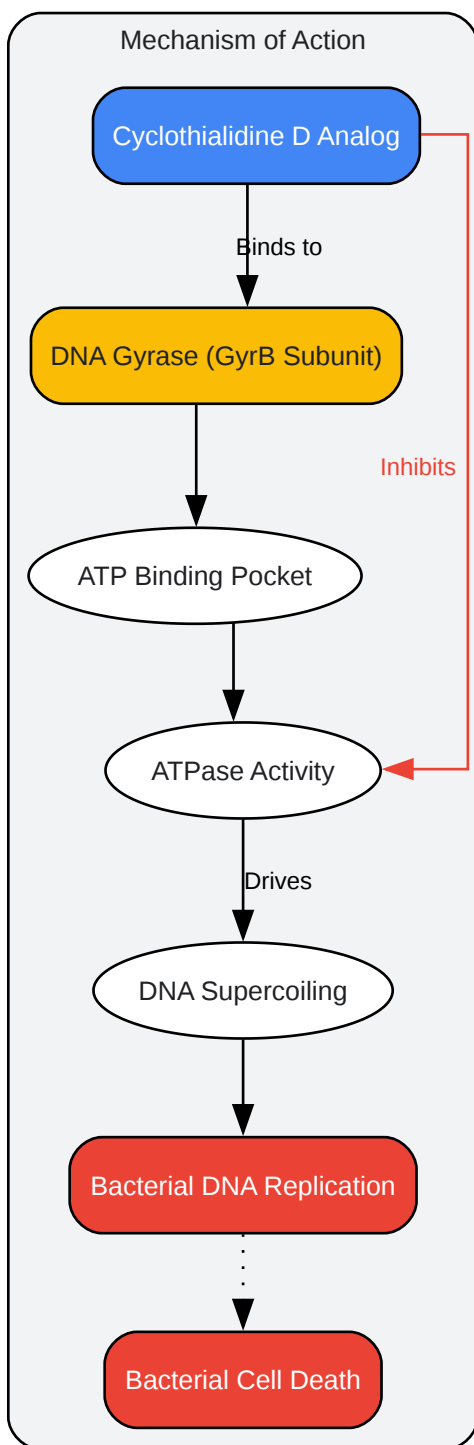 Mechanism of Action
Cyclothialidine D Analog
Binds to
DNA Gyrase (GyrB Subunit)
Inhibits
ATP Binding Pocket
ATPase Activity
Drives
DNA Supercoiling
Bacterial DNA Replication
Bacterial Cell Death